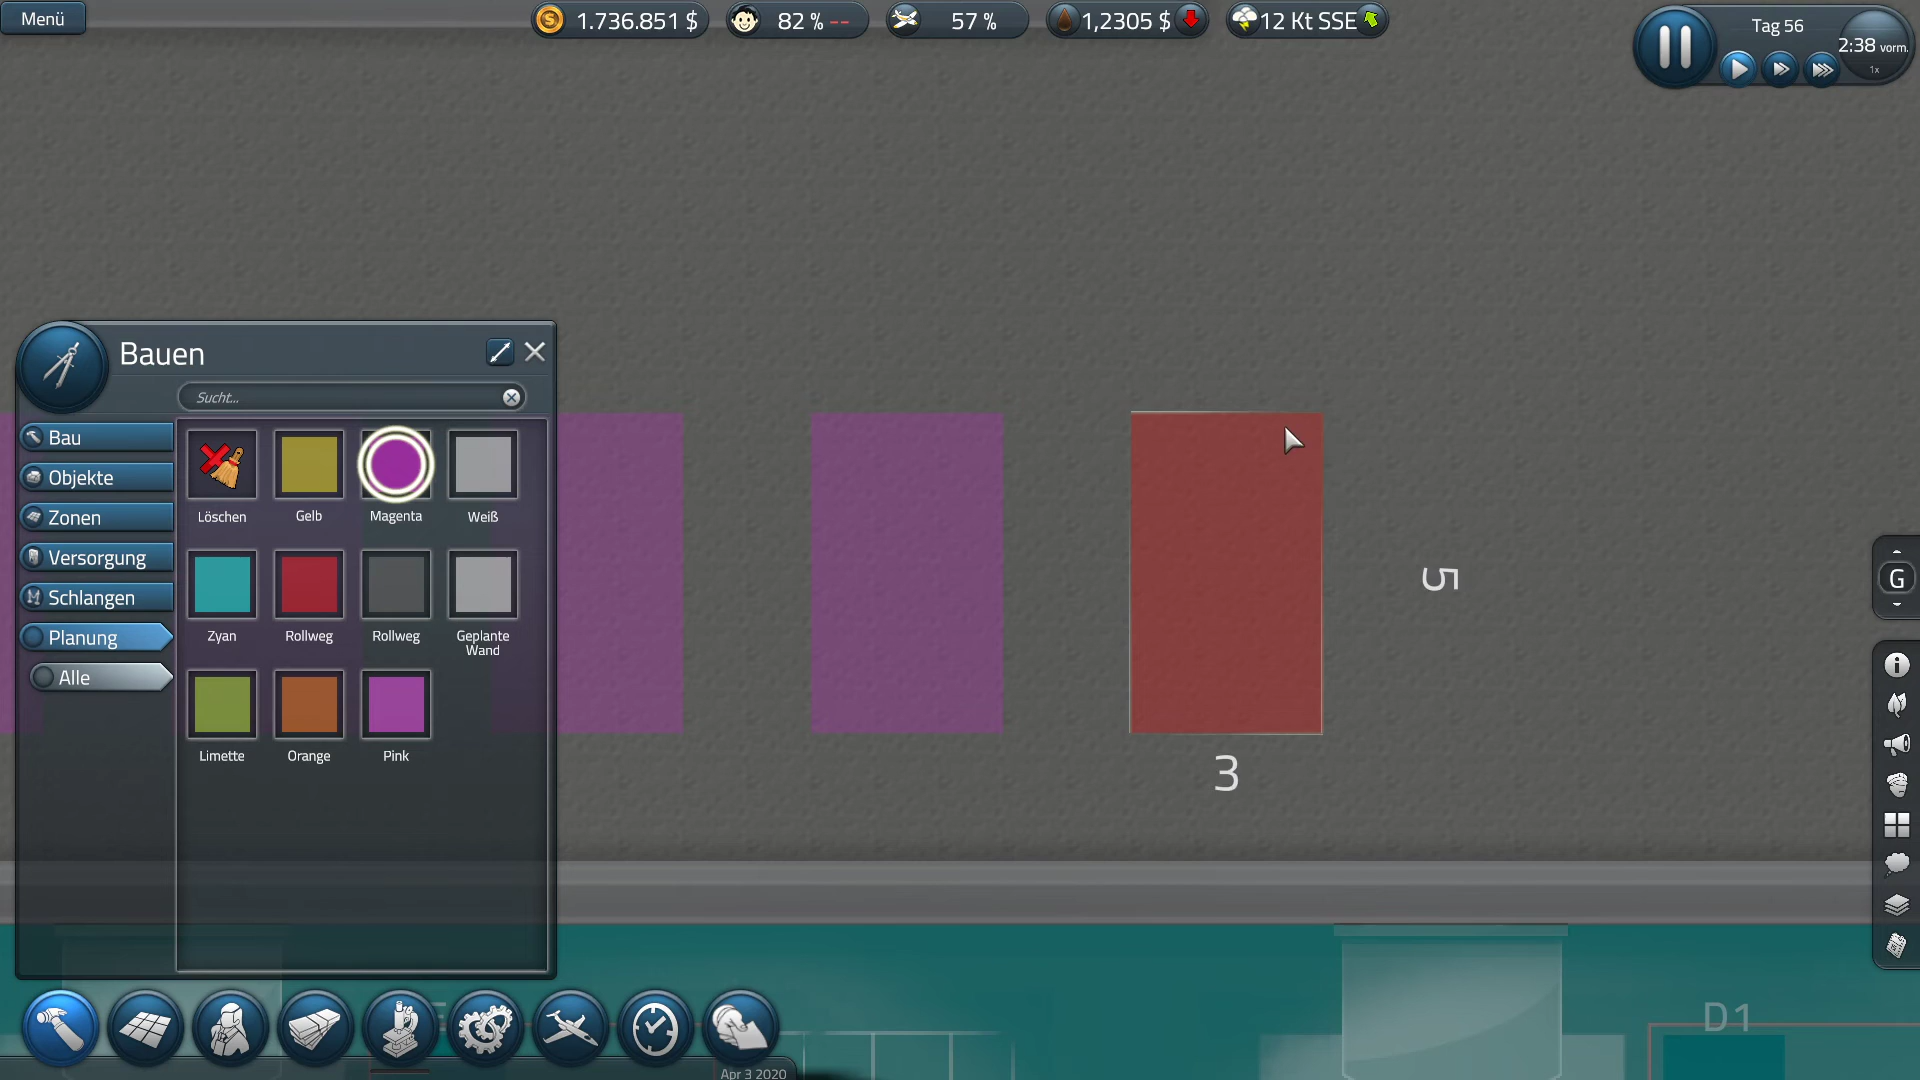 Menü
1.736.851 $
82 % --
57 %
1,2305 $
12 Kt SSE
Tag 56
2:38 vorm.
1x
Bauen
Sucht...
Bau
Objekte
Zonen
Versorgung
Schlangen
Planung
Alle
Löschen
Gelb
Magenta
Weiß
Zyan
Rollweg
Rollweg
Geplante
Wand
Limette
Orange
Pink
5
3
G
D1
Apr 3 2020